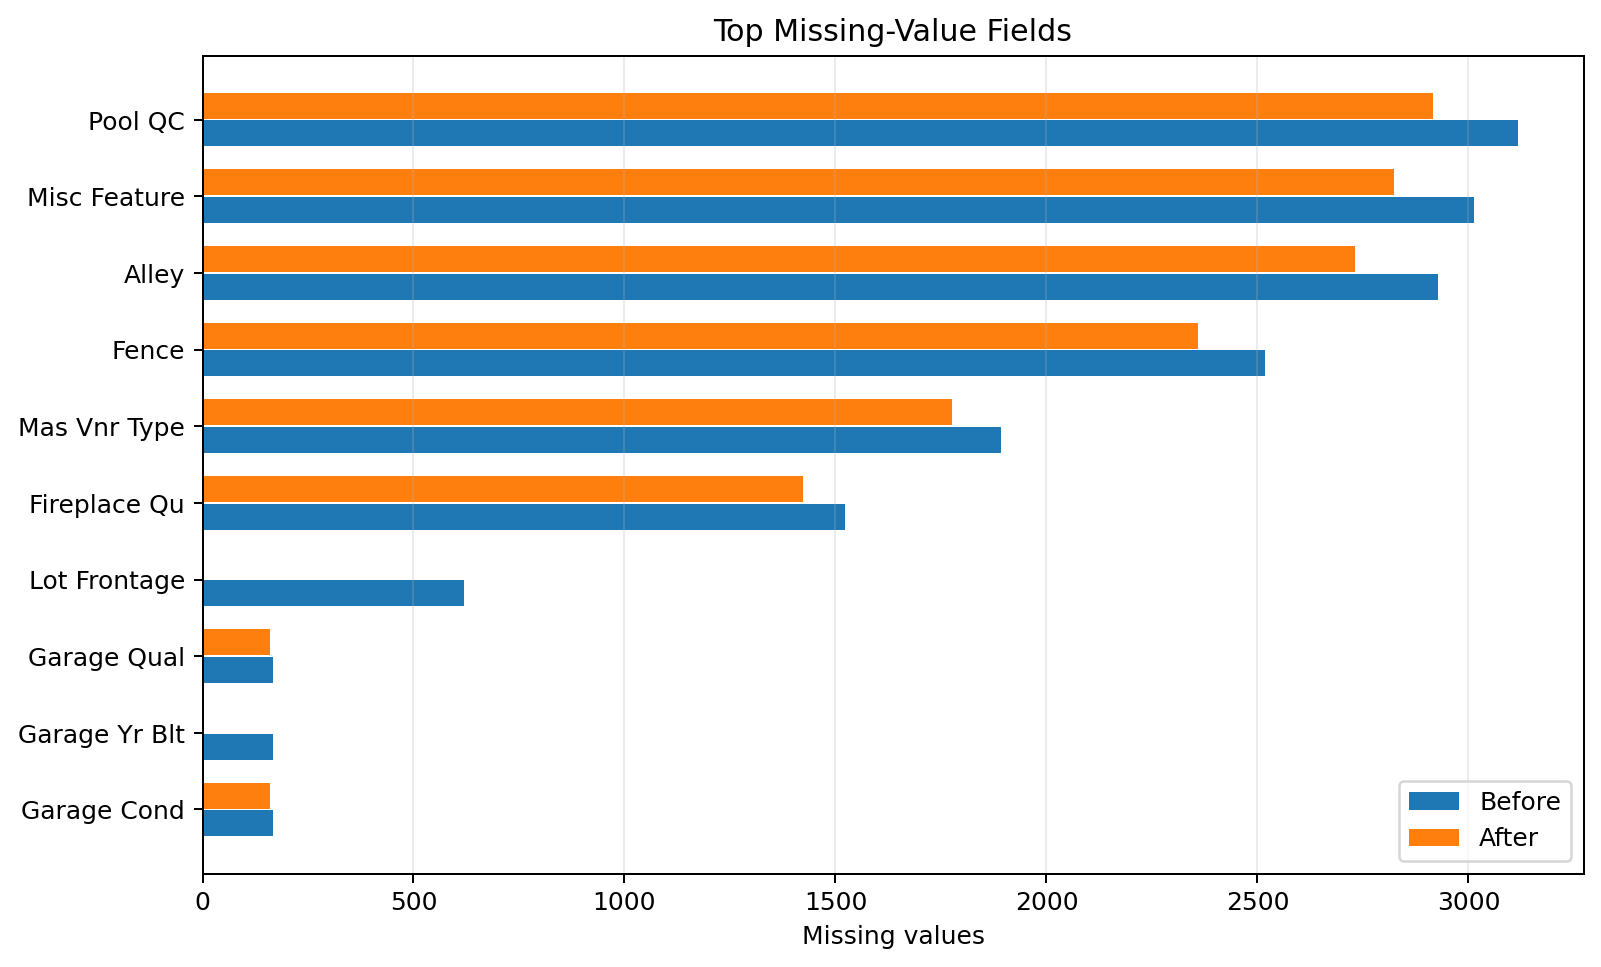 Top Missing-Value Fields
Pool QC
Misc Feature
Alley
Fence
Mas Vnr Type
Fireplace Qu
Lot Frontage
Garage Qual
Garage Yr Blt
Garage Cond
Before
After
0 500 1000 1500 2000 2500 3000
Missing values